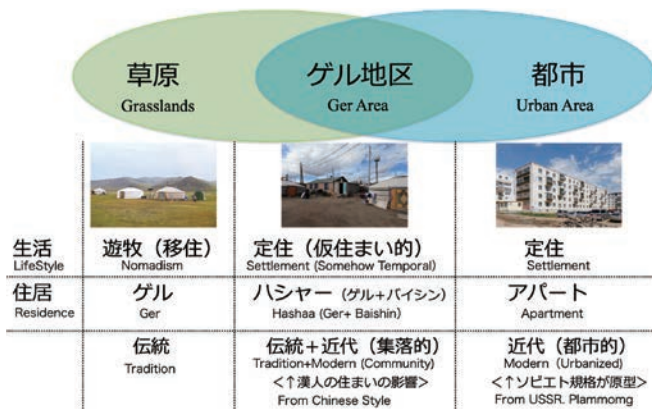 草原
Grasslands
ゲル地区
Ger Area
都市
Urban Area
生活
LifeStyle
遊牧（移住）
Nomadism
定住（仮住まい的）
Settlement (Somehow Temporal)
定住
Settlement
住居
Residence
ゲル
Ger
ハシャー（ゲル+バイシン）
Hashaa (Ger+ Baishin)
アパート
Apartment
伝統
Tradition
伝統＋近代（集落的）
Tradition+Modern (Community)
＜↑漢人の住まいの影響＞
From Chinese Style
近代（都市的）
Modern (Urbanized)
＜↑ソビエト規格が原型＞
From USSR. Plammomg